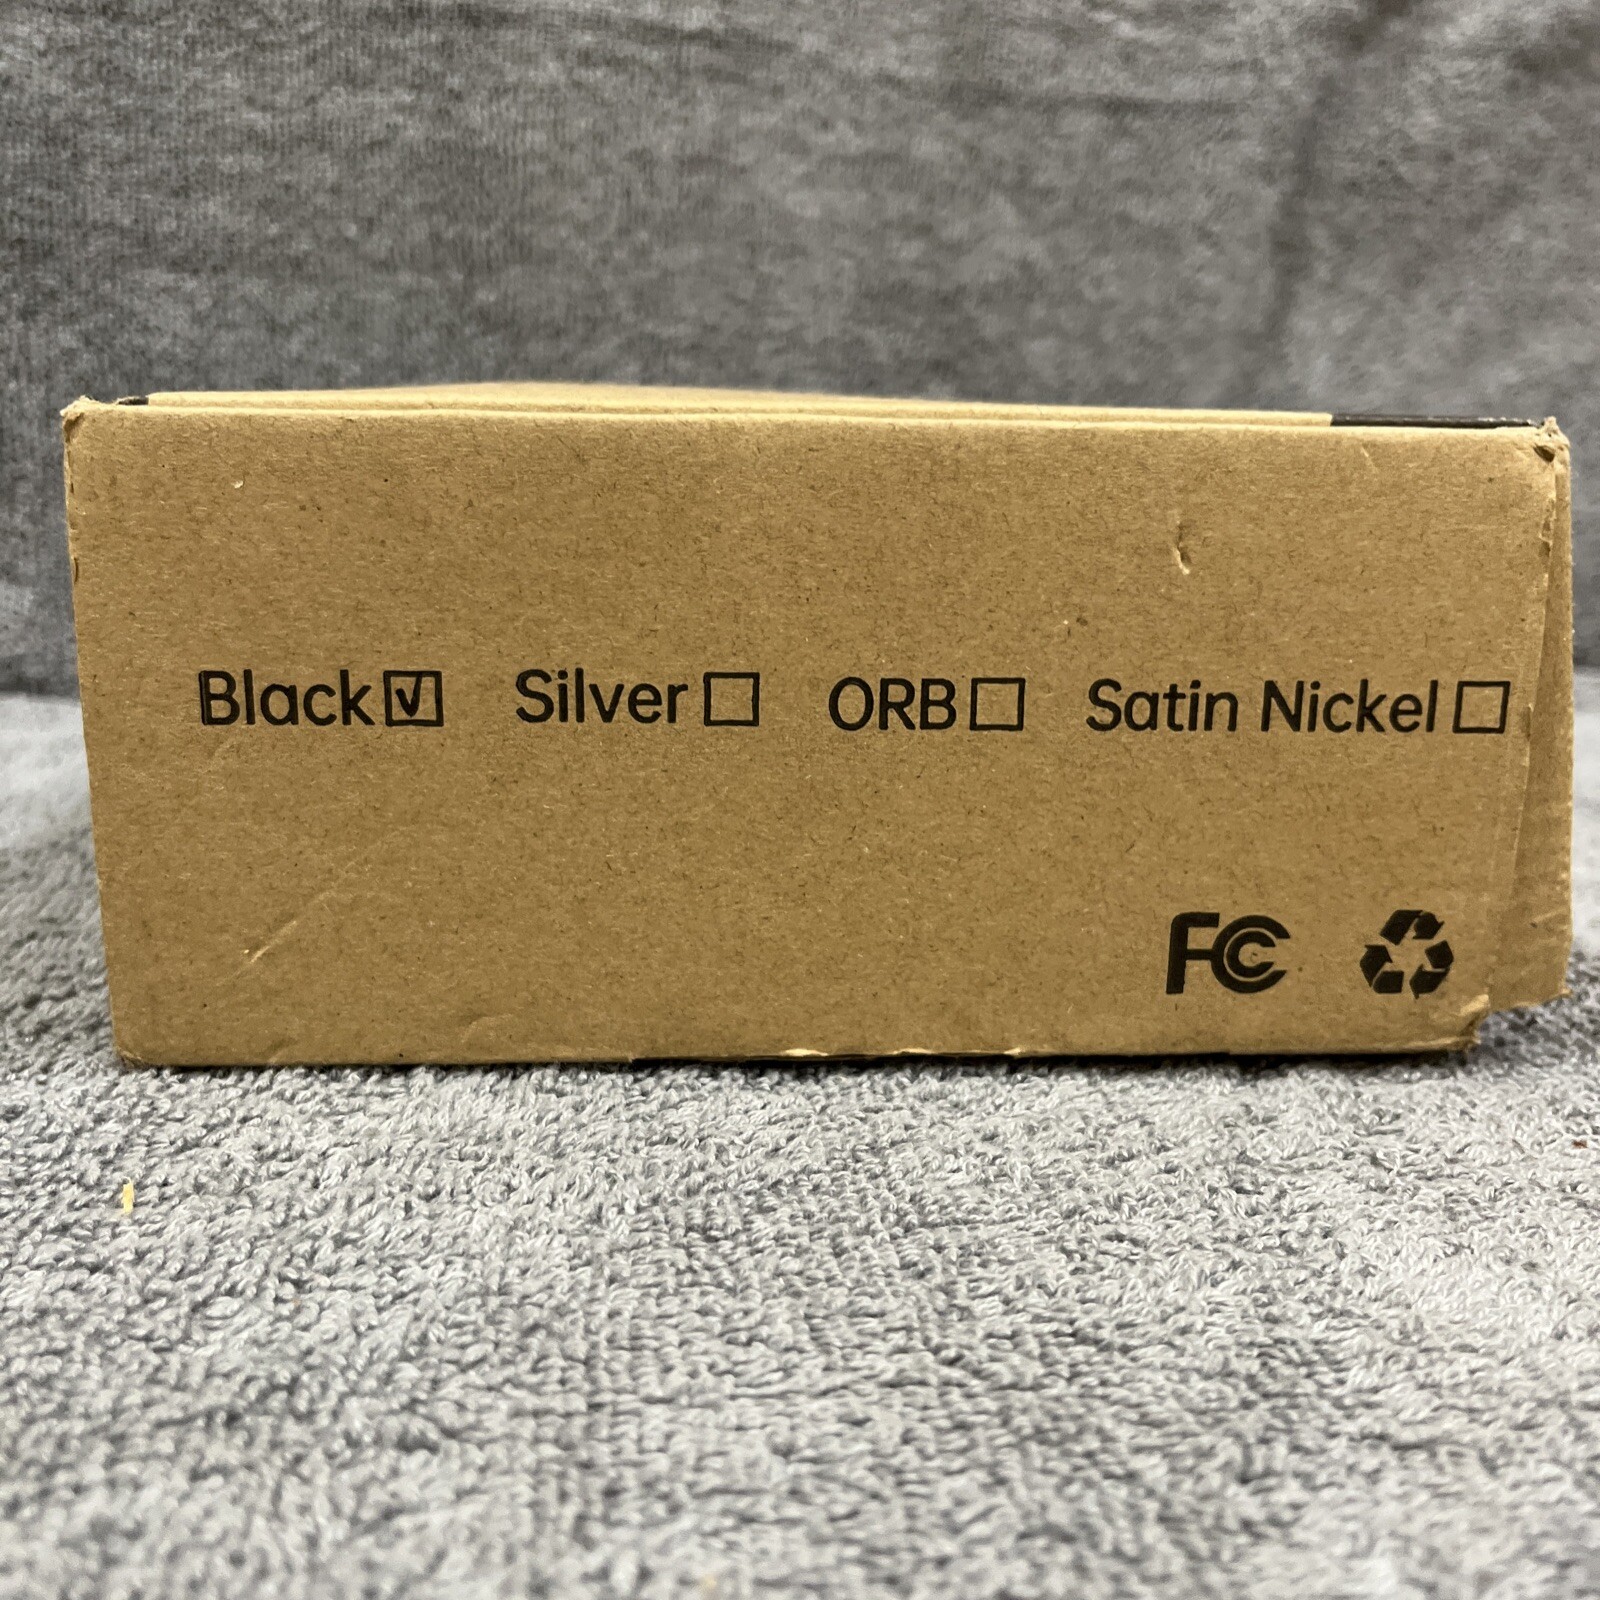 Black☑ Silver☐ ORB☐ Satin Nickel☐
FC